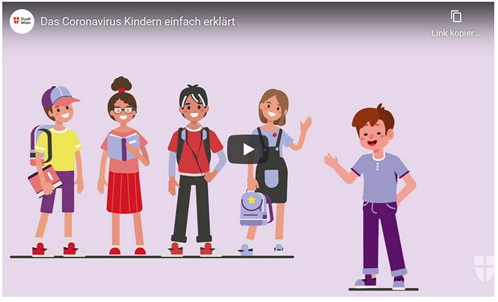 Stadt
Wien
Das Coronavirus Kindern einfach erklärt
Link kopier...